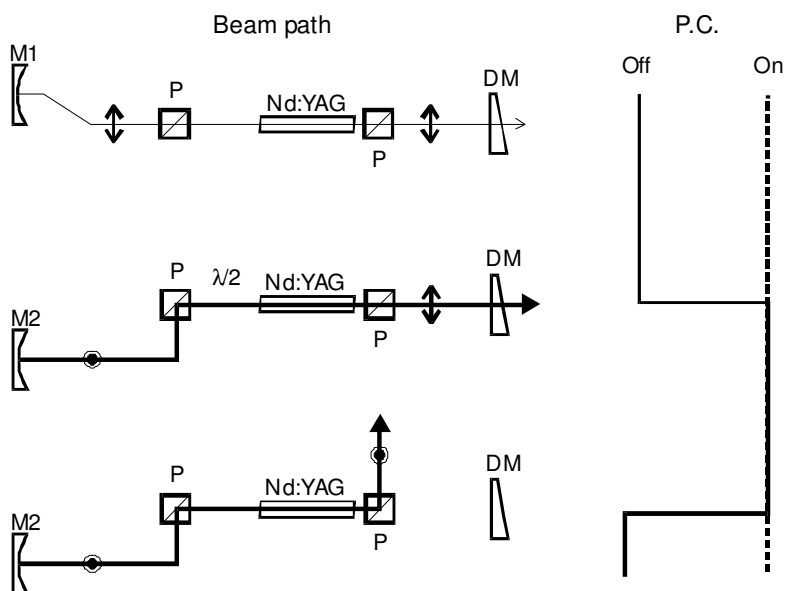 Beam path
P.C.
M1
P
Nd:YAG
P
DM
Off
On
M2
P
λ/2
Nd:YAG
P
DM
M2
P
Nd:YAG
P
DM